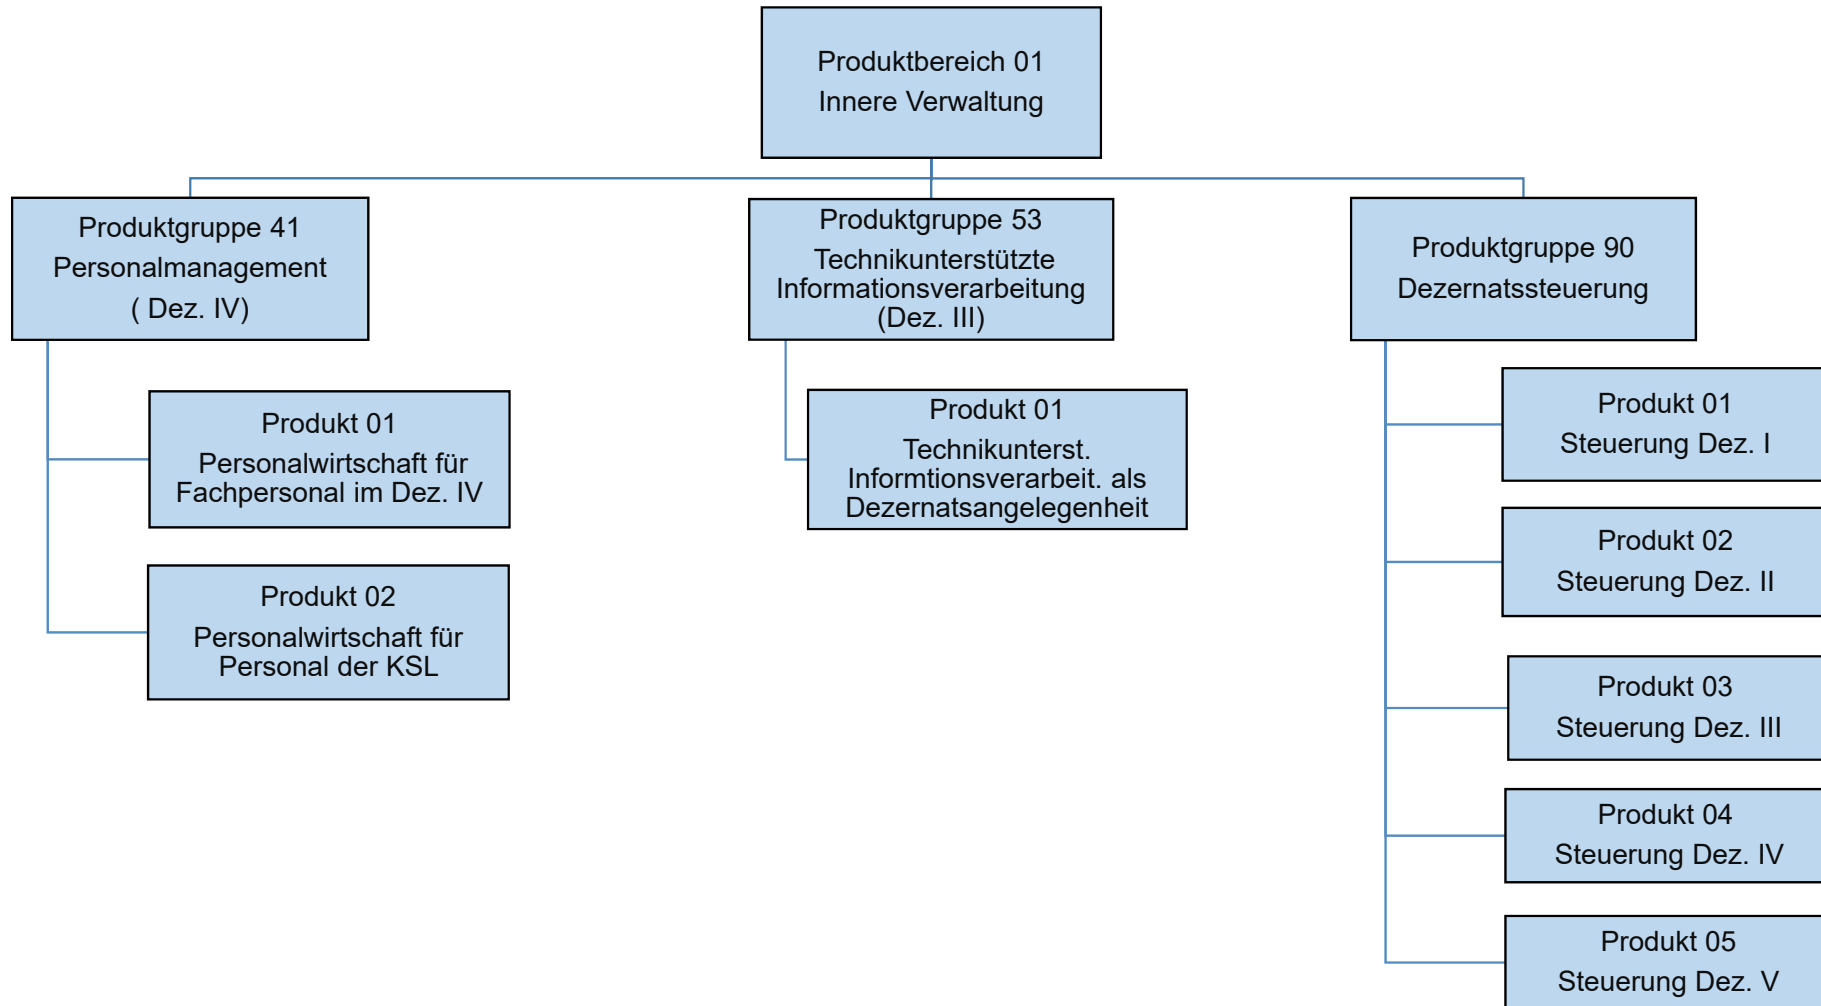 Produktbereich 01
Innere Verwaltung
Produktgruppe 41
Personalmanagement
( Dez. IV)
Produkt 01
Personalwirtschaft für
Fachpersonal im Dez. IV
Produkt 02
Personalwirtschaft für
Personal der KSL
Produktgruppe 53
Technikunterstützte
Informationsverarbeitung
(Dez. III)
Produkt 01
Technikunterst.
Informtionsverarbeit. als
Dezernatsangelegenheit
Produktgruppe 90
Dezernatssteuerung
Produkt 01
Steuerung Dez. I
Produkt 02
Steuerung Dez. II
Produkt 03
Steuerung Dez. III
Produkt 04
Steuerung Dez. IV
Produkt 05
Steuerung Dez. V